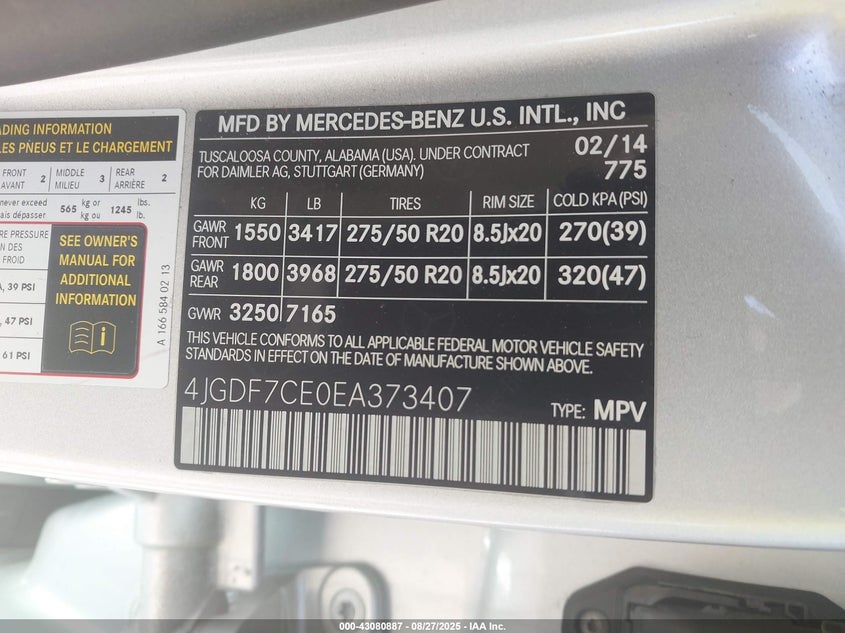 ADING INFORMATION
LES PNEUS ET LE CHARGEMENT
FRONT AVANT 2 MIDDLE MILIEU 3 REAR ARRIÈRE 2
never exceed
ais dépasser 565 kg or kg ou 1245 lbs. lb.
RE PRESSURE
ON DES
FROID
39 PSI
47 PSI
61 PSI
SEE OWNER'S
MANUAL FOR
ADDITIONAL
INFORMATION
i
A 166 584 02 13
MFD BY MERCEDES-BENZ U.S. INTL., INC
TUSCALOOSA COUNTY, ALABAMA (USA). UNDER CONTRACT
FOR DAIMLER AG, STUTTGART (GERMANY)
02/14
775
KG LB TIRES RIM SIZE COLD KPA (PSI)
GAWR FRONT 1550 3417 275/50 R20 8.5Jx20 270(39)
GAWR REAR 1800 3968 275/50 R20 8.5Jx20 320(47)
GVWR 3250 7165
THIS VEHICLE CONFORMS TO ALL APPLICABLE FEDERAL MOTOR VEHICLE SAFETY
STANDARDS IN EFFECT ON THE DATE OF MANUFACTURE SHOWN ABOVE.
4JGDF7CE0EA373407
TYPE: MPV
000-43080887 - 08/27/2025 - IAA Inc.